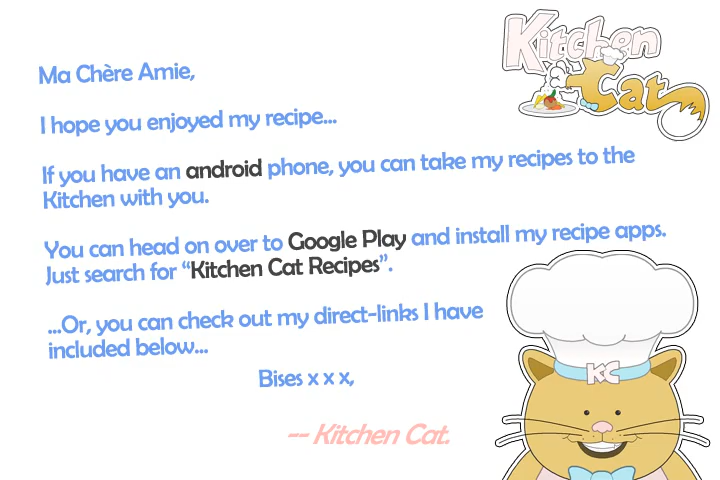 Kitchen
Cat
Ma Chère Amie,
I hope you enjoyed my recipe...
If you have an android phone, you can take my recipes to the
Kitchen with you.
You can head on over to Google Play and install my recipe apps.
Just search for “Kitchen Cat Recipes”.
...Or, you can check out my direct-links I have
included below...
Bises x x x,
-- Kitchen Cat.
KC